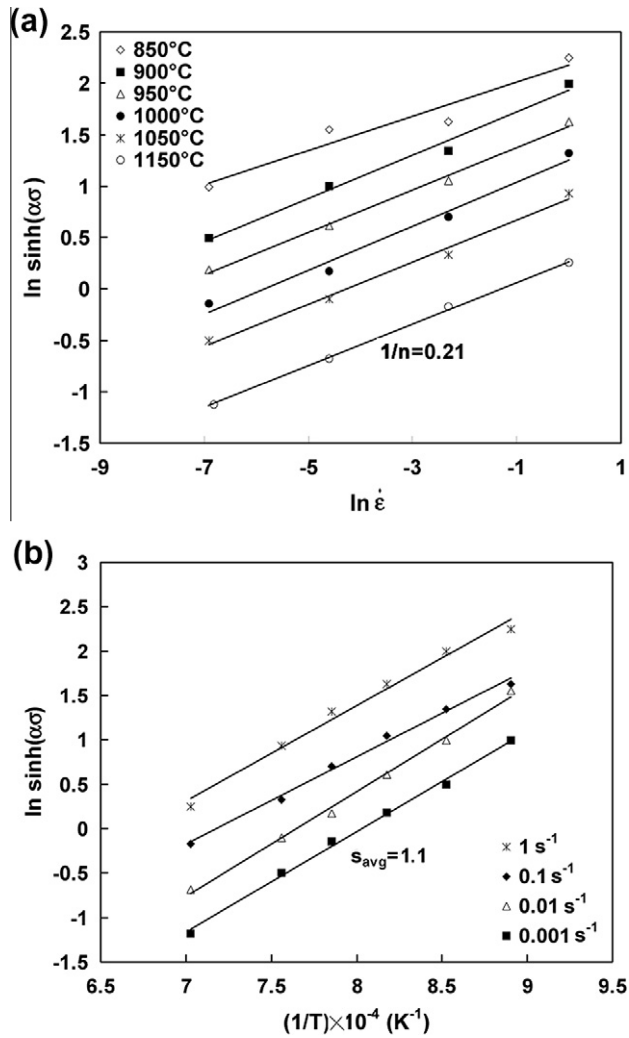 (a)
2.5
2
1.5
1
0.5
0
-0.5
-1
-1.5
ln sinh(ασ)
850°C
900°C
950°C
1000°C
1050°C
1150°C
1/n=0.21
-9
-7
-5
-3
-1
1
ln ε̇
(b)
3
2.5
2
1.5
1
0.5
0
-0.5
-1
-1.5
ln sinh(ασ)
s_avg=1.1
1 s⁻¹
0.1 s⁻¹
0.01 s⁻¹
0.001 s⁻¹
6.5
7
7.5
8
8.5
9
9.5
(1/T)×10⁻⁴ (K⁻¹)